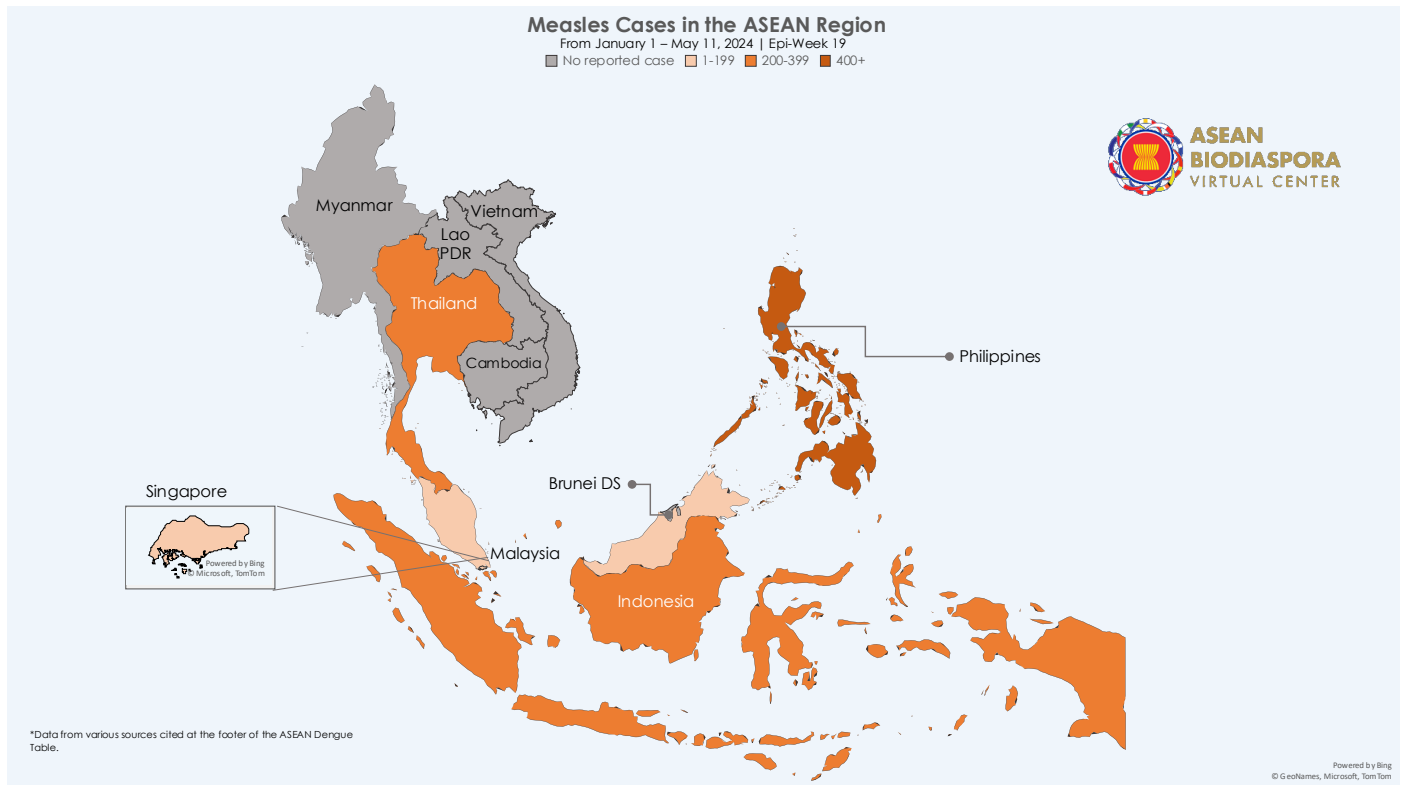 Measles Cases in the ASEAN Region
From January 1 – May 11, 2024 | Epi-Week 19
No reported case 1-199 200-399 400+
ASEAN
BIODIASPORA
VIRTUAL CENTER
Myanmar
Vietnam
Lao
PDR
Thailand
Cambodia
Philippines
Brunei DS
Singapore
Powered by Bing
© Microsoft, TomTom
Malaysia
Indonesia
*Data from various sources cited at the footer of the ASEAN Dengue
Table.
Powered by Bing
© GeoNames, Microsoft, TomTom